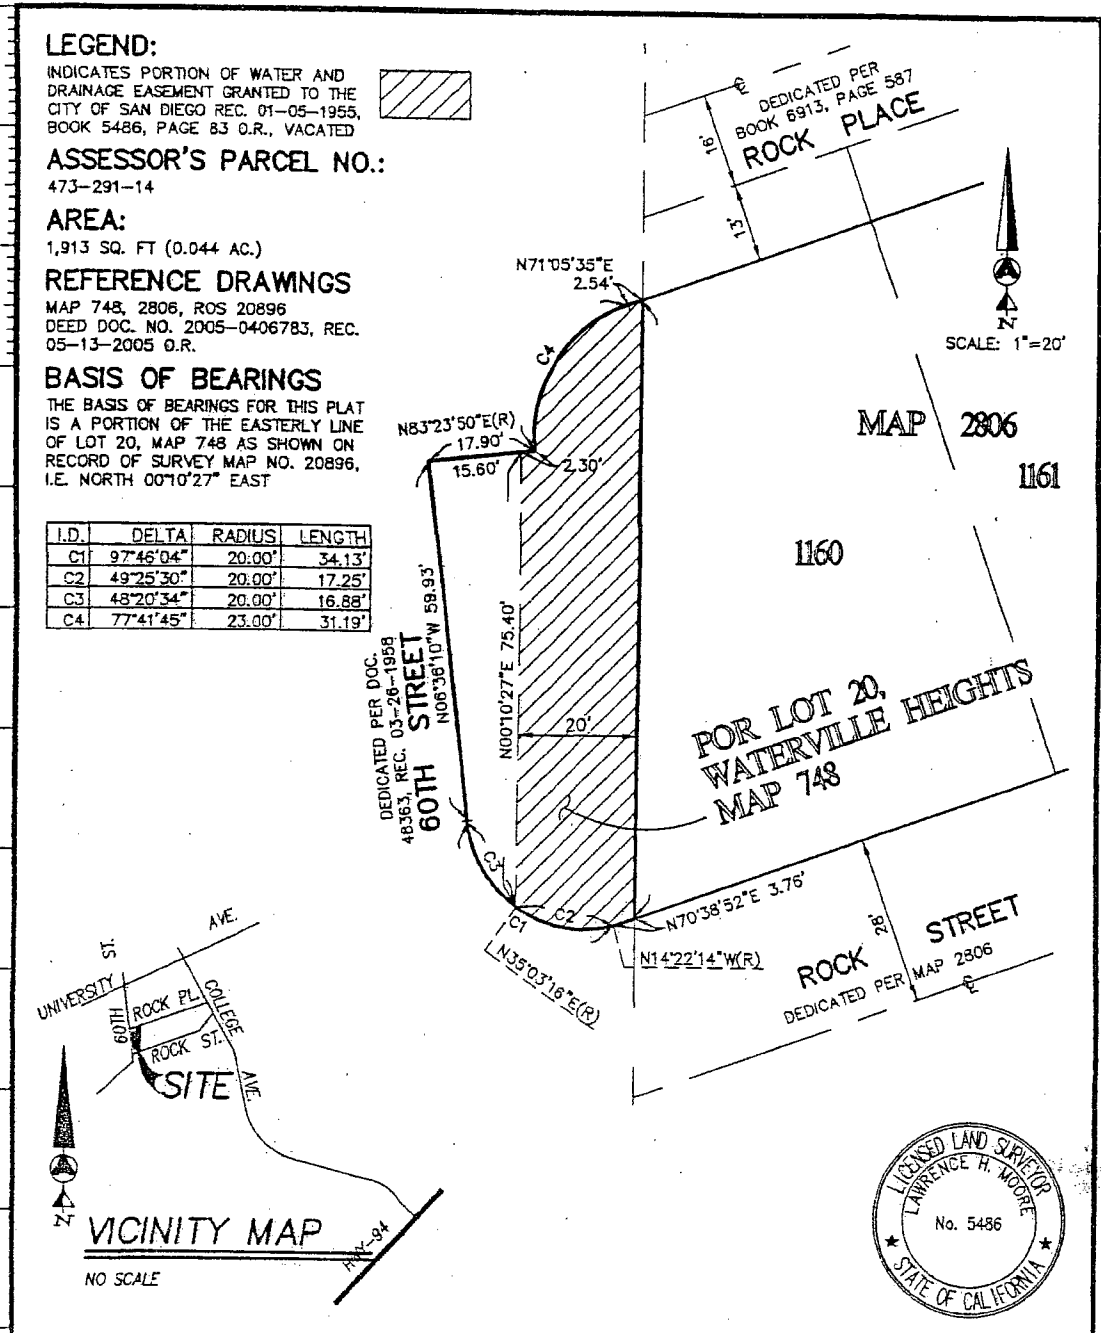 LEGEND:
INDICATES PORTION OF WATER AND
DRAINAGE EASEMENT GRANTED TO THE
CITY OF SAN DIEGO REC. 01-05-1955,
BOOK 5486, PAGE 83 O.R., VACATED
ASSESSOR'S PARCEL NO.:
473-291-14
AREA:
1,913 SQ. FT (0.044 AC.)
REFERENCE DRAWINGS
MAP 748, 2806, ROS 20896
DEED DOC. NO. 2005-0406783, REC.
05-13-2005 O.R.
BASIS OF BEARINGS
THE BASIS OF BEARINGS FOR THIS PLAT
IS A PORTION OF THE EASTERLY LINE
OF LOT 20, MAP 748 AS SHOWN ON
RECORD OF SURVEY MAP NO. 20896,
I.E. NORTH 00°10'27" EAST
I.D. DELTA RADIUS LENGTH
C1 97°46'04" 20.00' 34.13'
C2 49°25'30" 20.00' 17.25'
C3 48°20'34" 20.00' 16.88'
C4 77°41'45" 23.00' 31.19'
℄
DEDICATED PER
BOOK 6913, PAGE 587
ROCK PLACE
16'
13'
N71°05'35"E
2.54'
C4
N83°23'50"E(R)
17.90'
15.60'
2.30'
N
SCALE: 1"=20'
MAP 2806
1161
1160
DEDICATED PER DOC.
48363, REC. 03-26-1958
60TH STREET
N06°36'10"W 59.93'
N00°10'27"E 75.40'
20'
POR LOT 20,
WATERVILLE HEIGHTS
MAP 748
C3
C2
C1
N35°03'16"E(R)
N14°22'14"W(R)
N70°38'52"E 3.76'
28'
ROCK STREET
DEDICATED PER MAP 2806
℄
UNIVERSITY AVE.
60TH ST.
ROCK PL.
ROCK ST.
COLLEGE AVE.
SITE
HWY-94
N
VICINITY MAP
NO SCALE
LICENSED LAND SURVEYOR
LAWRENCE H. MOORE
No. 5486
STATE OF CALIFORNIA